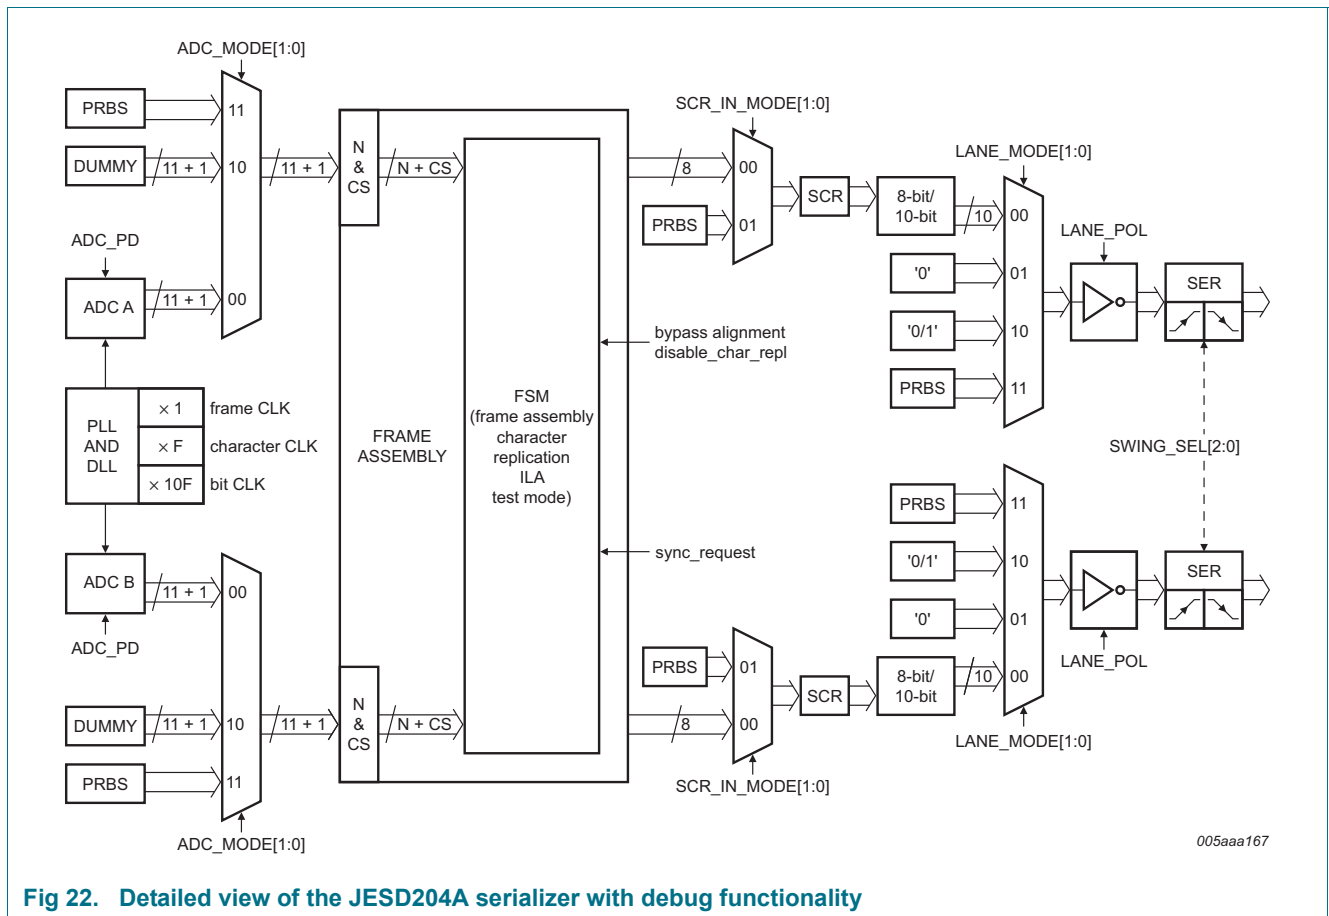 ADC_MODE[1:0]
PRBS
11
DUMMY
11 + 1
10
11 + 1
ADC_PD
ADC A
11 + 1
00
PLL
AND
DLL
× 1
frame CLK
× F
character CLK
× 10F
bit CLK
ADC B
11 + 1
00
ADC_PD
DUMMY
11 + 1
10
11 + 1
PRBS
11
ADC_MODE[1:0]
N
&
CS
N + CS
FRAME
ASSEMBLY
FSM
(frame assembly
character
replication
ILA
test mode)
N
&
CS
N + CS
bypass alignment
disable_char_repl
sync_request
SCR_IN_MODE[1:0]
8
00
PRBS
01
SCR
8-bit/
10-bit
10
LANE_MODE[1:0]
00
'0'
01
'0/1'
10
PRBS
11
LANE_POL
SER
SWING_SEL[2:0]
PRBS
11
'0/1'
10
'0'
01
8-bit/
10-bit
10
00
LANE_MODE[1:0]
LANE_POL
SER
PRBS
01
8
00
SCR
SCR_IN_MODE[1:0]
005aaa167
Fig 22. Detailed view of the JESD204A serializer with debug functionality